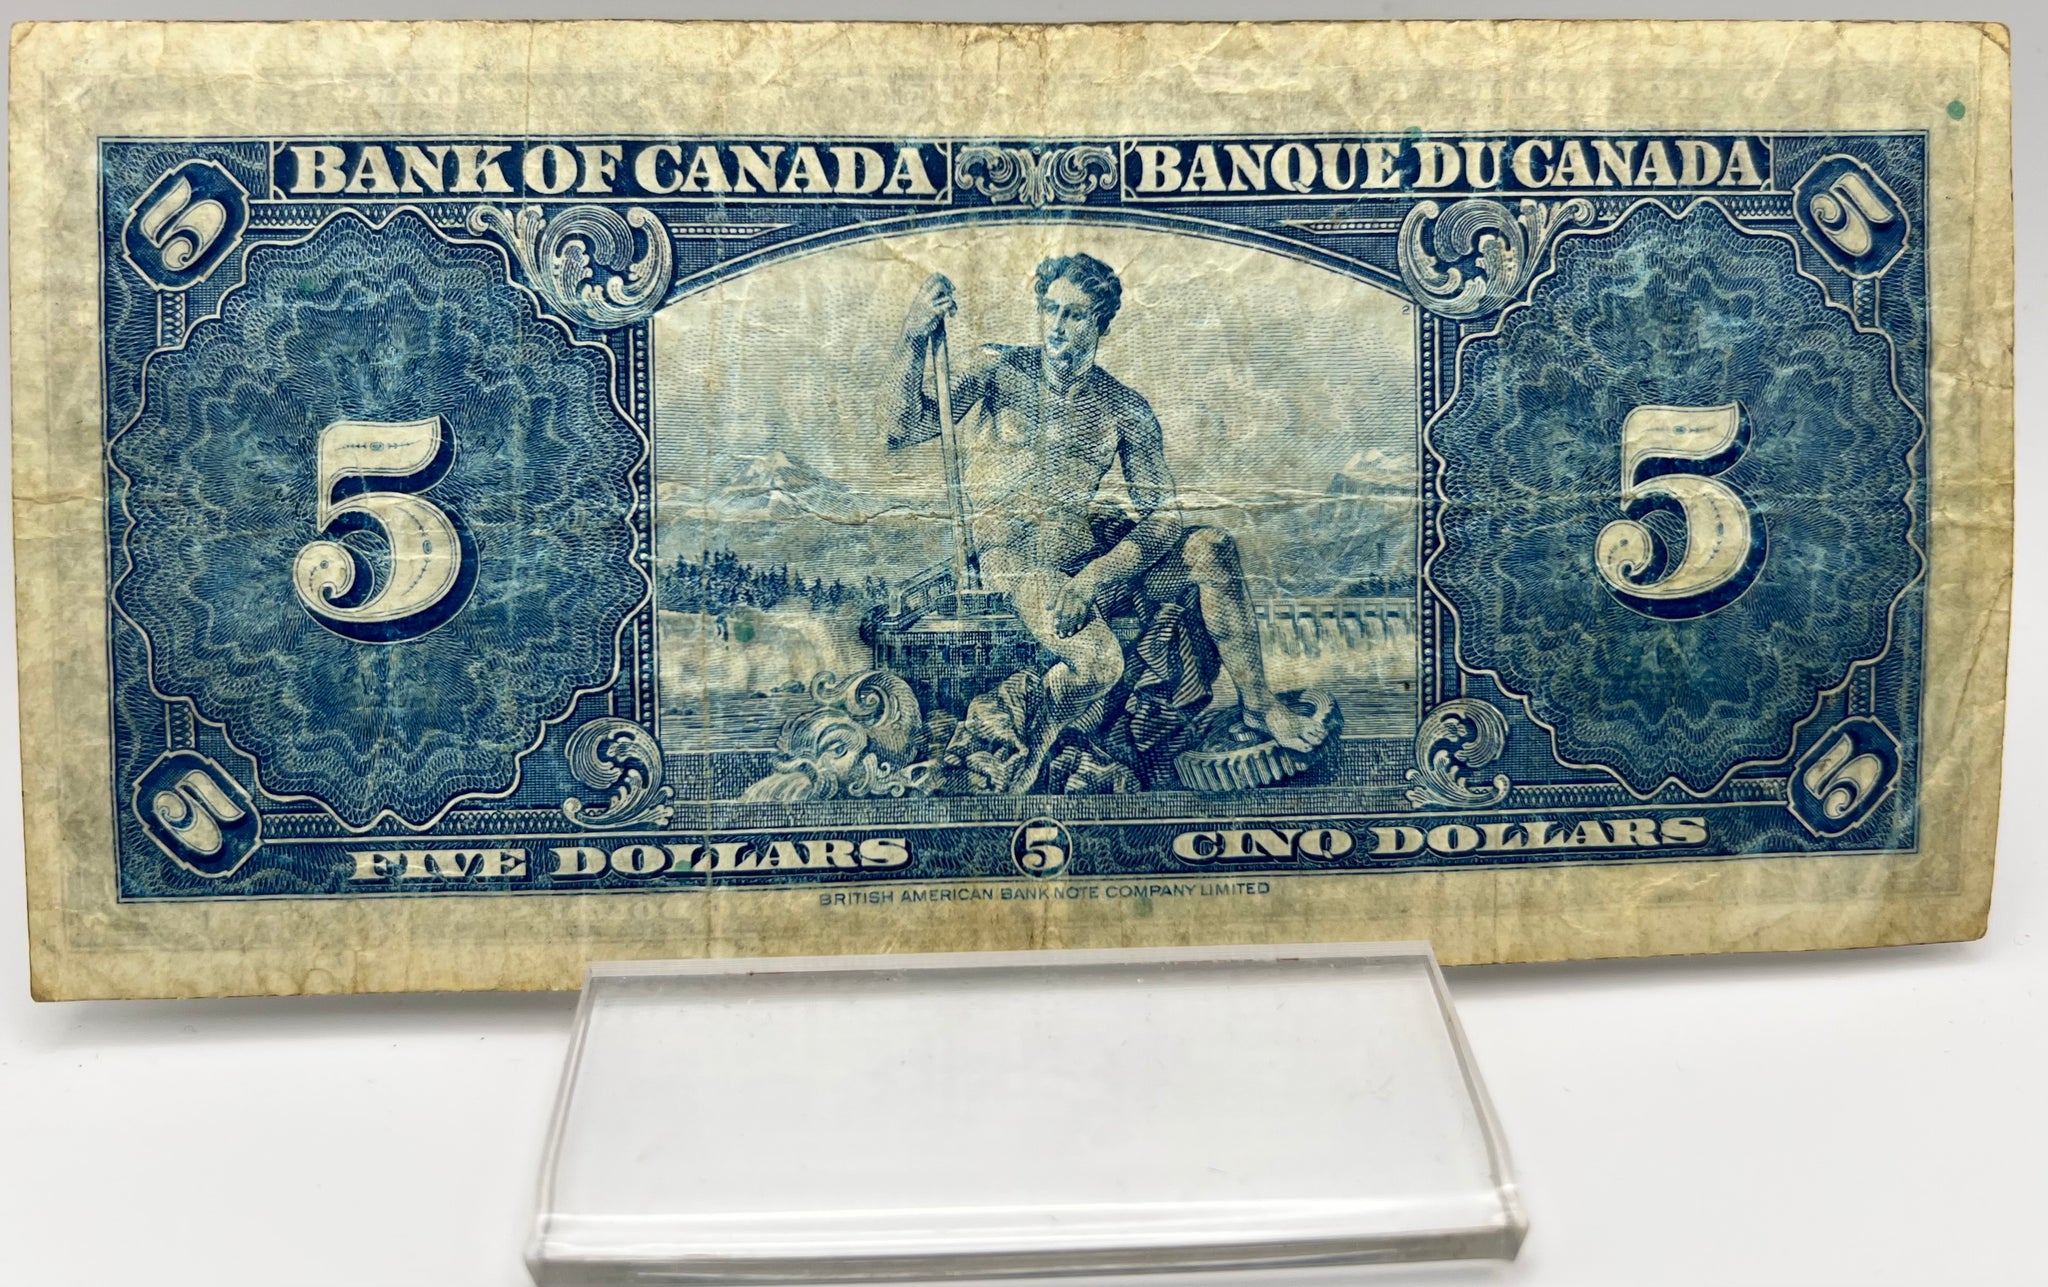 BANK OF CANADA BANQUE DU CANADA
5 5
2
5 5
5 5
FIVE DOLLARS 5 CINQ DOLLARS
BRITISH AMERICAN BANK NOTE COMPANY LIMITED